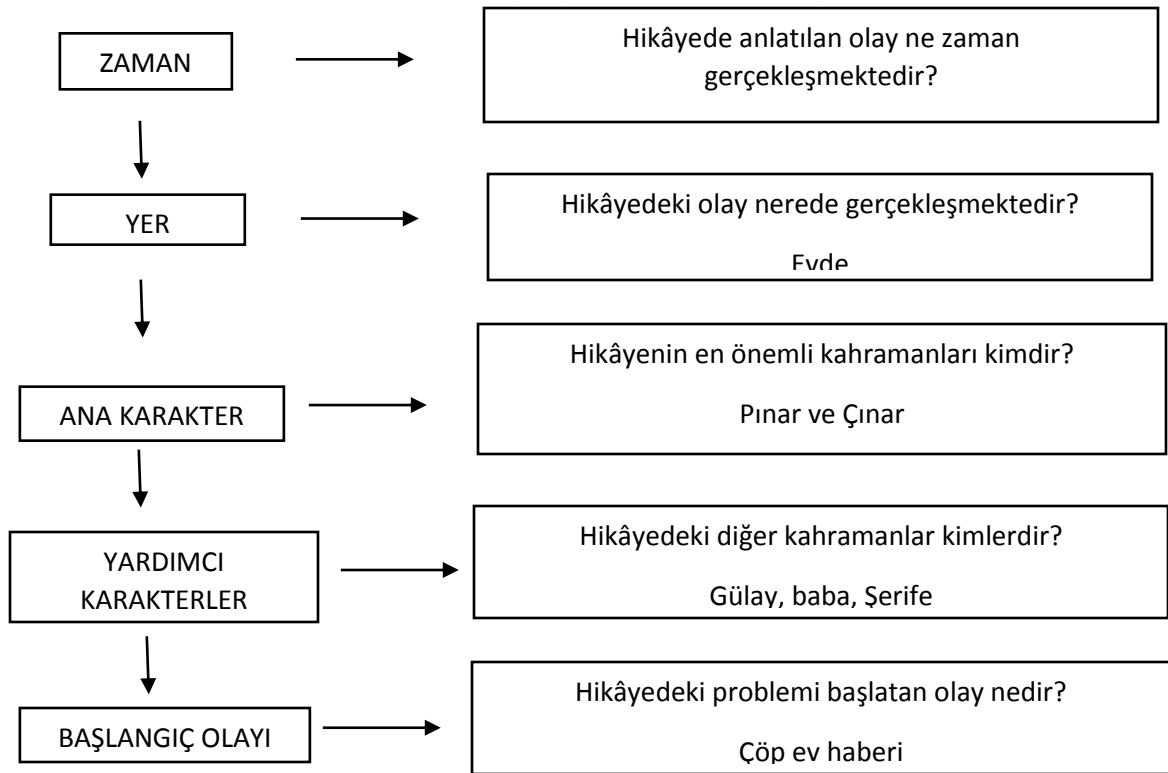 ZAMAN
Hikâyede anlatılan olay ne zaman
gerçekleşmektedir?
YER
Hikâyedeki olay nerede gerçekleşmektedir?
Evde
ANA KARAKTER
Hikâyenin en önemli kahramanları kimdir?
Pınar ve Çınar
YARDIMCI
KARAKTERLER
Hikâyedeki diğer kahramanlar kimlerdir?
Gülay, baba, Şerife
BAŞLANGIÇ OLAYI
Hikâyedeki problemi başlatan olay nedir?
Çöp ev haberi